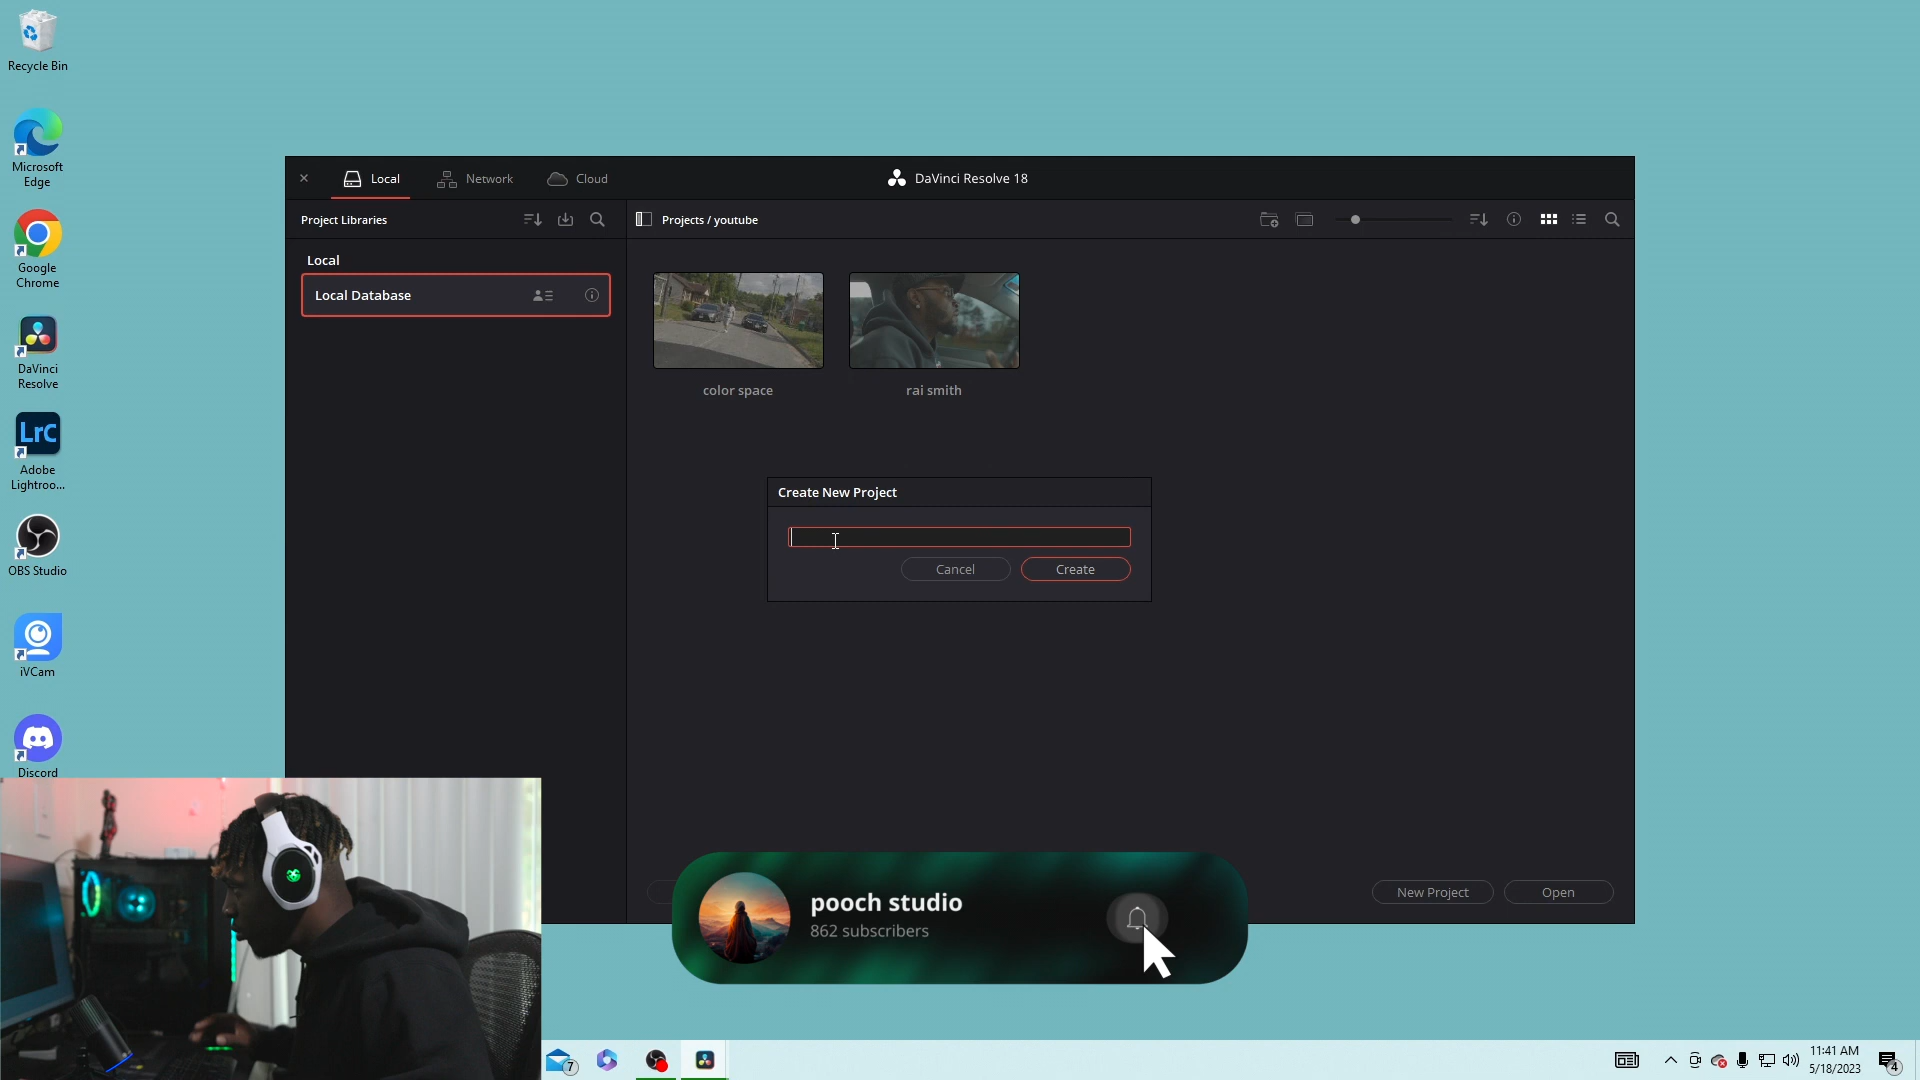 Recycle Bin
Microsoft
Edge
Google
Chrome
DaVinci
Resolve
LrC
Adobe
Lightroo...
OBS Studio
iVCam
Discord
Local
Network
Cloud
DaVinci Resolve 18
Project Libraries
Projects / youtube
Local
Local Database
color space
rai smith
Create New Project
Cancel
Create
New Project
Open
pooch studio
862 subscribers
7
11:41 AM
5/18/2023
4